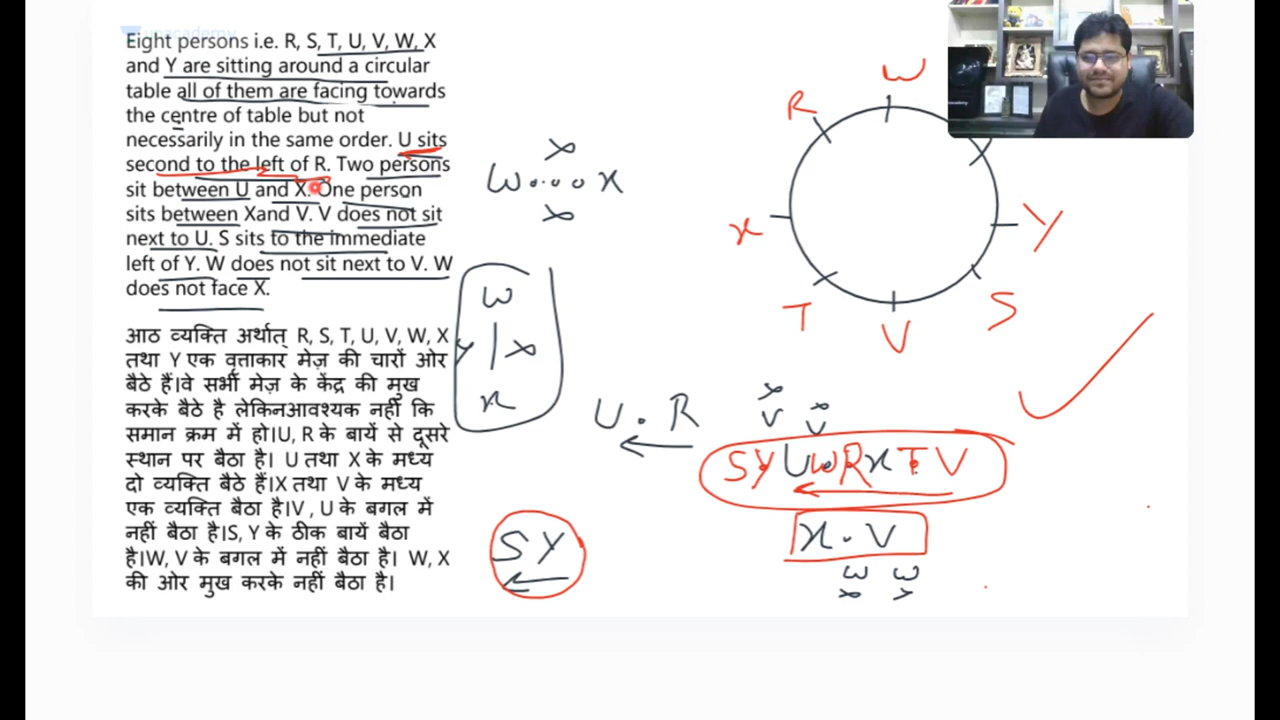 Eight persons i.e. R, S, T, U, V, W, X
and Y are sitting around a circular
table all of them are facing towards
the centre of table but not
necessarily in the same order. U sits
second to the left of R. Two persons
sit between U and X. One person
sits between Xand V. V does not sit
next to U. S sits to the immediate
left of Y. W does not sit next to V. W
does not face X.
आठ व्यक्ति अर्थात् R, S, T, U, V, W, X
तथा Y एक वृत्ताकार मेज़ की चारों ओर
बैठे हैं।वे सभी मेज़ के केंद्र की मुख
करके बैठे है लेकिनआवश्यक नहीं कि
समान क्रम में हो।U, R के बायें से दूसरे
स्थान पर बैठा है। U तथा X के मध्य
दो व्यक्ति बैठे हैं।X तथा V के मध्य
एक व्यक्ति बैठा है।V , U के बगल में
नहीं बैठा है।S, Y के ठीक बायें बैठा
है।W, V के बगल में नहीं बैठा है। W, X
की ओर मुख करके नहीं बैठा है।
W
R
x
T
V
S
Y
W....x
W
x
U . R
V
V
SYUWRxTV
x . V
W W
SY